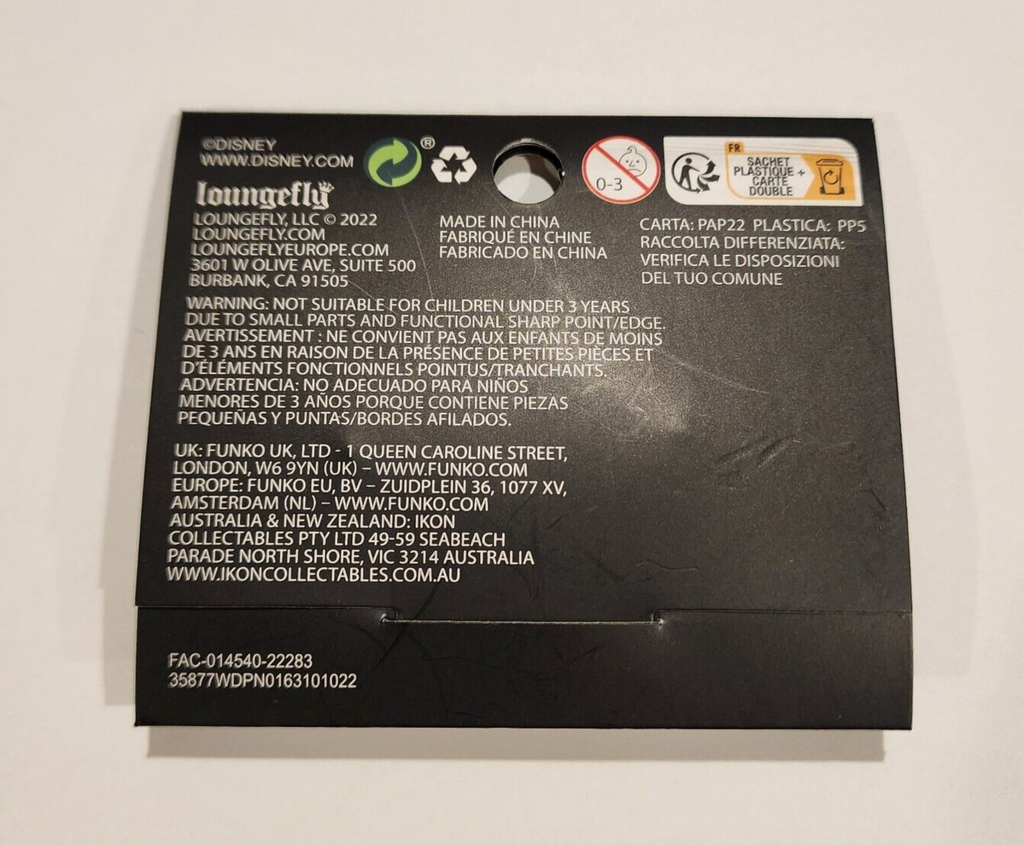 ©DISNEY
WWW.DISNEY.COM
®
0-3
FR
SACHET
PLASTIQUE +
CARTE
DOUBLE
loungefly
LOUNGEFLY, LLC © 2022
LOUNGEFLY.COM
LOUNGEFLYEUROPE.COM
3601 W OLIVE AVE, SUITE 500
BURBANK, CA 91505
MADE IN CHINA
FABRIQUÉ EN CHINE
FABRICADO EN CHINA
CARTA: PAP22 PLASTICA: PP5
RACCOLTA DIFFERENZIATA:
VERIFICA LE DISPOSIZIONI
DEL TUO COMUNE
WARNING: NOT SUITABLE FOR CHILDREN UNDER 3 YEARS
DUE TO SMALL PARTS AND FUNCTIONAL SHARP POINT/EDGE.
AVERTISSEMENT : NE CONVIENT PAS AUX ENFANTS DE MOINS
DE 3 ANS EN RAISON DE LA PRÉSENCE DE PETITES PIÈCES ET
D'ÉLÉMENTS FONCTIONNELS POINTUS/TRANCHANTS.
ADVERTENCIA: NO ADECUADO PARA NIÑOS
MENORES DE 3 AÑOS PORQUE CONTIENE PIEZAS
PEQUEÑAS Y PUNTAS/BORDES AFILADOS.
UK: FUNKO UK, LTD - 1 QUEEN CAROLINE STREET,
LONDON, W6 9YN (UK) – WWW.FUNKO.COM
EUROPE: FUNKO EU, BV – ZUIDPLEIN 36, 1077 XV,
AMSTERDAM (NL) – WWW.FUNKO.COM
AUSTRALIA & NEW ZEALAND: IKON
COLLECTABLES PTY LTD 49-59 SEABEACH
PARADE NORTH SHORE, VIC 3214 AUSTRALIA
WWW.IKONCOLLECTABLES.COM.AU
FAC-014540-22283
35877WDPN0163101022